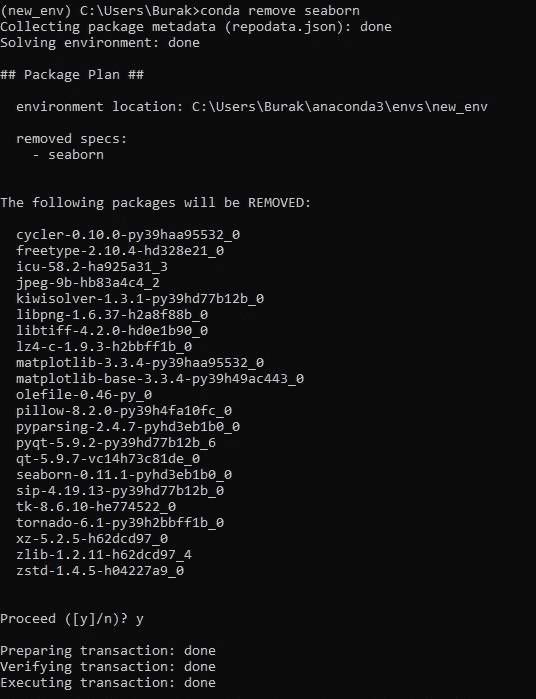 (new_env) C:\Users\Burak>conda remove seaborn
Collecting package metadata (repodata.json): done
Solving environment: done
## Package Plan ##
environment location: C:\Users\Burak\anaconda3\envs\new_env
removed specs:
- seaborn
The following packages will be REMOVED:
cycler-0.10.0-py39haa95532_0
freetype-2.10.4-hd328e21_0
icu-58.2-ha925a31_3
jpeg-9b-hb83a4c4_2
kiwisolver-1.3.1-py39hd77b12b_0
libpng-1.6.37-h2a8f88b_0
libtiff-4.2.0-hd0e1b90_0
lz4-c-1.9.3-h2bbff1b_0
matplotlib-3.3.4-py39haa95532_0
matplotlib-base-3.3.4-py39h49ac443_0
olefile-0.46-py_0
pillow-8.2.0-py39h4fa10fc_0
pyparsing-2.4.7-pyhd3eb1b0_0
pyqt-5.9.2-py39hd77b12b_6
qt-5.9.7-vc14h73c81de_0
seaborn-0.11.1-pyhd3eb1b0_0
sip-4.19.13-py39hd77b12b_0
tk-8.6.10-he774522_0
tornado-6.1-py39h2bbff1b_0
xz-5.2.5-h62dcd97_0
zlib-1.2.11-h62dcd97_4
zstd-1.4.5-h04227a9_0
Proceed ([y]/n)? y
Preparing transaction: done
Verifying transaction: done
Executing transaction: done